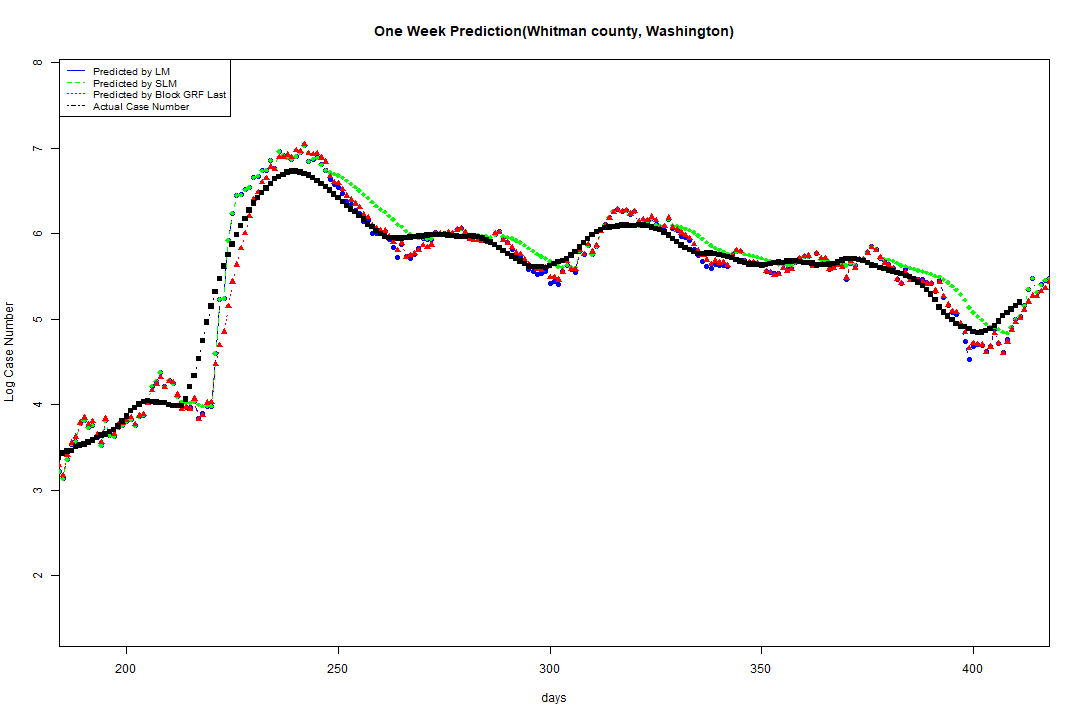 One Week Prediction(Whitman county, Washington)
Predicted by LM
Predicted by SLM
Predicted by Block GRF Last
Actual Case Number
Log Case Number
8
7
6
5
4
3
2
200 250 300 350 400
days